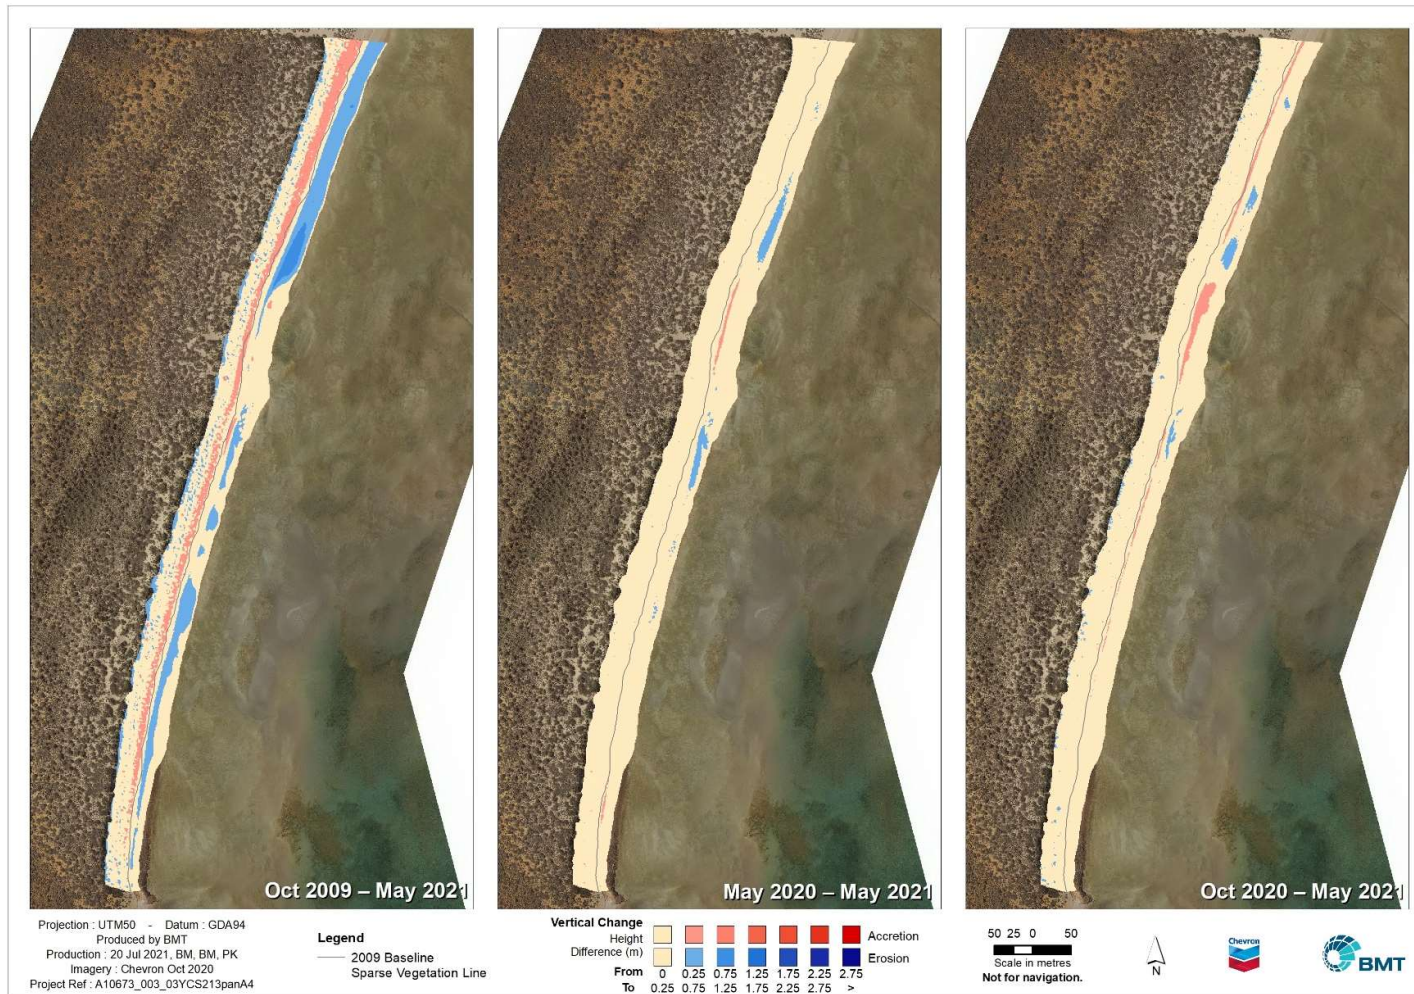 Oct 2009 – May 2021
May 2020 – May 2021
Oct 2020 – May 2021
Projection : UTM50 - Datum : GDA94
Produced by BMT
Production : 20 Jul 2021, BM, BM, PK
Imagery : Chevron Oct 2020
Project Ref : A10673_003_03YCS213panA4
Legend
2009 Baseline
Sparse Vegetation Line
Vertical Change
Height
Difference (m)
Accretion
Erosion
From 0 0.25 0.75 1.25 1.75 2.25 2.75
To 0.25 0.75 1.25 1.75 2.25 2.75 >
50 25 0 50
Scale in metres
Not for navigation.
N
Chevron
BMT